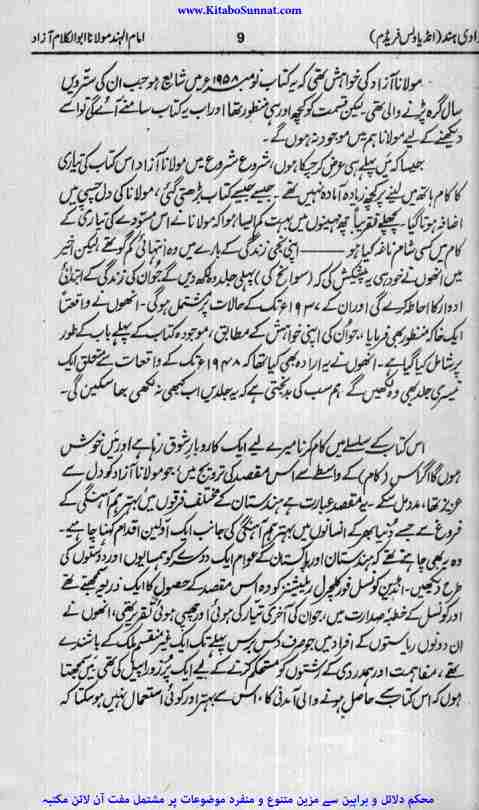 www.KitaboSunnat.com
امام الہند مولانا ابوالکلام آزاد 9 ادی ہند (انڈیا ونس فریڈم)
مولانا آزاد کی خواہش تھی کہ یہ کتاب نومبر ۱۹۵۸ء میں شایع ہو جب ان کی سترویں
سال گرہ پڑنے والی تھی، لیکن قسمت کو کچھ اور ہی منظور تھا اور اب یہ کتاب سامنے آئے گی تو اسے
دیکھنے کے لیے مولانا ہم میں موجود نہ ہوں گے۔
جیسا کہ میں پہلے ہی عرض کر چکا ہوں، شروع شروع میں مولانا آزاد اس کتاب کی تیاری
کا کام ہاتھ میں لینے پر کچھ زیادہ آمادہ نہیں تھے۔ جیسے جیسے کتاب بڑھتی گئی، مولانا کی دل چسپی میں
اضافہ ہوتا گیا۔ پچھلے تقریباً چھ مہینوں میں بہت کم ایسا ہوا کہ مولانا نے اس مسودے کی تیاری کے
کام میں کسی شام ناغہ کیا ہو —— اپنی نجی زندگی کے بارے میں وہ انتہائی کم گو تھے لیکن اخیر
میں انھوں نے خود ہی یہ پیشکش کی کہ (سوانح کی) پہلی جلد وہ لکھ دیں گے جو ان کی زندگی کے ابتدائی
ادوار کا احاطہ کرے گی اور ان کے ۱۹۳۷ء تک کے حالات پر مشتمل ہوگی۔ انھوں نے واقعتاً
ایک خاکہ منظور بھی فرمایا، جو ان کی اپنی خواہش کے مطابق، موجودہ کتاب کے پہلے باب کے طور
پر شامل کیا گیا ہے۔ انھوں نے یہ ارادہ بھی کیا تھا کہ ۱۹۴۸ء تک کے واقعات سے متعلق ایک
تیسری جلد بھی وہ لکھیں گے۔ ہم سب کی بدبختی ہے کہ یہ جلدیں اب کبھی نہ لکھی جا سکیں گی۔
اس کتاب کے سلسلے میں کام کرنا میرے لیے ایک کاروبار شوق رہا ہے اور میں خوش
ہوں گا اگر اس (کام) کے واسطے سے اس مقصد کی ترویج میں، جو مولانا آزاد کو دل سے
عزیز تھا، مدد مل سکے۔ یہ مقصد عبارت ہے ہندستان کے مختلف فرقوں میں بہتر ہم آہنگی کے
فروغ سے جسے دنیا بھر کے انسانوں میں بہتر ہم آہنگی کی جانب ایک اولین اقدام کہنا چاہیے۔
وہ یہ بھی چاہتے تھے کہ ہندستان اور پاکستان کے عوام ایک دوسرے کو ہمسایوں اور دوستوں کی
طرح دیکھیں۔ انڈین کونسل فور کلچرل ریلیشنز کو وہ اس مقصد کے حصول کا ایک ذریعہ سمجھتے تھے
اور کونسل کے خطبۂ صدارت میں، جو ان کی آخری تیار کی ہوئی اور چھپی ہوئی تقریر تھی، انھوں نے
ان دونوں ریاستوں کے افراد میں جو صرف دس برس پہلے تک ایک غیر منقسم ملک کے باشندے
تھے، مفاہمت اور ہمدردی کے رشتوں کو مستحکم کرنے کے لیے ایک پُرزور اپیل کی تھی۔ میں سمجھتا
ہوں کہ اس کتاب سے حاصل ہونے والی آمدنی کا، اس سے بہتر اور کوئی استعمال نہیں ہو سکتا کہ
محکم دلائل و براہین سے مزین متنوع و منفرد موضوعات پر مشتمل مفت آن لائن مکتبہ